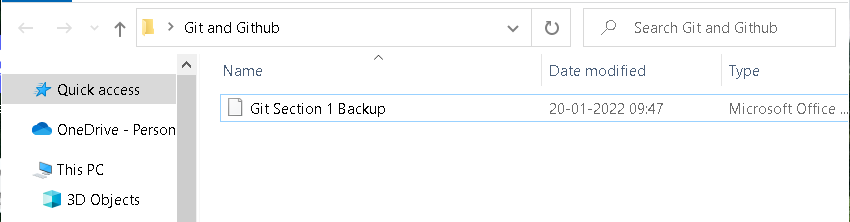 Git and Github
Search Git and Github
Name
Date modified
Type
Quick access
Git Section 1 Backup
20-01-2022 09:47
Microsoft Office ...
OneDrive - Person
This PC
3D Objects